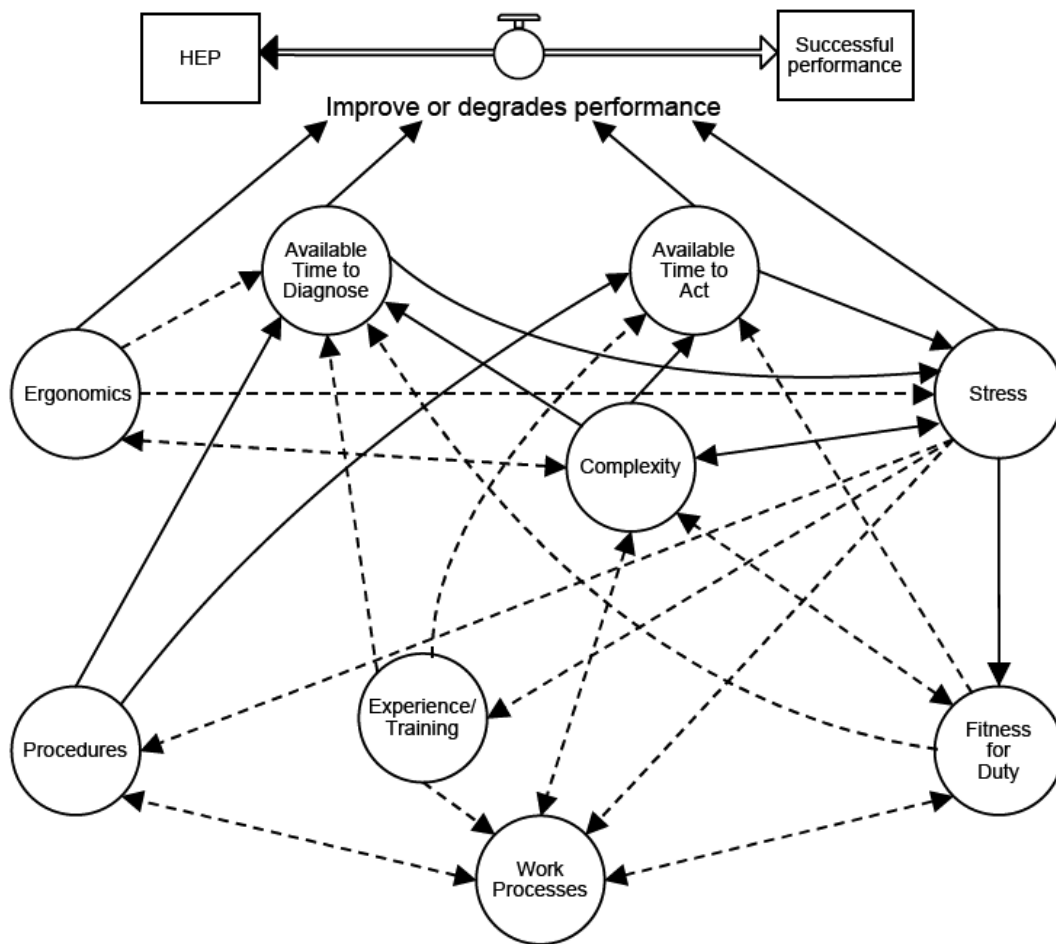 HEP
Successful
performance
Improve or degrades performance
Available
Time to
Diagnose
Available
Time to
Act
Ergonomics
Stress
Complexity
Procedures
Experience/
Training
Fitness
for
Duty
Work
Processes